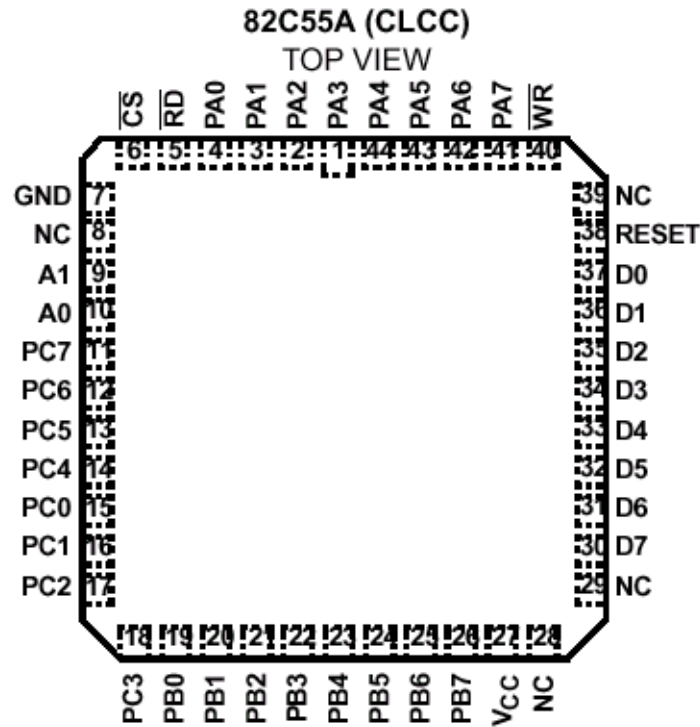 82C55A (CLCC)
TOP VIEW
CS RD PA0 PA1 PA2 PA3 PA4 PA5 PA6 PA7 WR
6 5 4 3 2 1 44 43 42 41 40
GND 7 39 NC
NC 8 38 RESET
A1 9 37 D0
A0 10 36 D1
PC7 11 35 D2
PC6 12 34 D3
PC5 13 33 D4
PC4 14 32 D5
PC0 15 31 D6
PC1 16 30 D7
PC2 17 29 NC
18 19 20 21 22 23 24 25 26 27 28
PC3 PB0 PB1 PB2 PB3 PB4 PB5 PB6 PB7 VCC NC